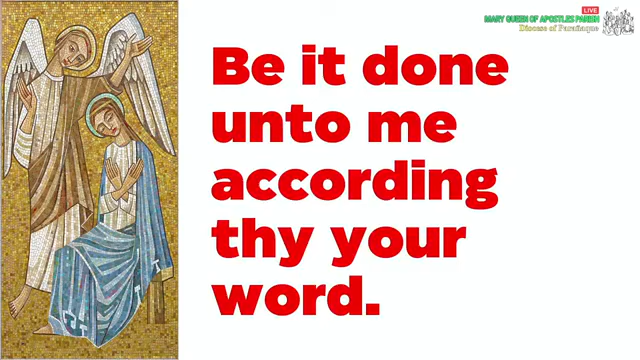 LIVE
MARY QUEEN OF APOSTLES PARISH
Diocese of Parañaque
Be it done
unto me
according
thy your
word.